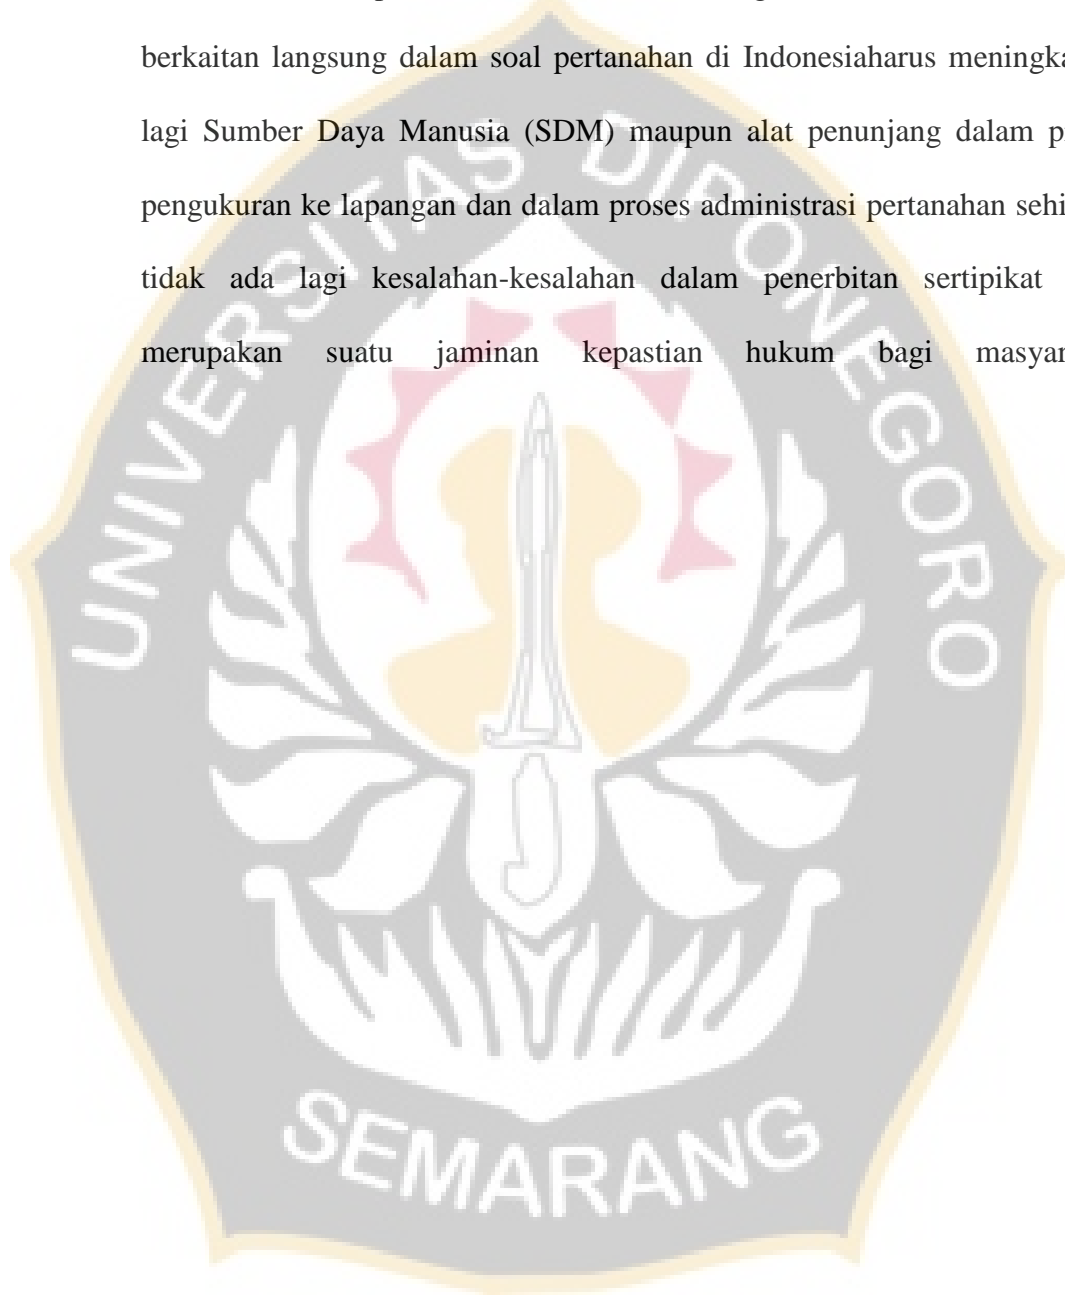 berkaitan langsung dalam soal pertanahan di Indonesiaharus meningka
lagi Sumber Daya Manusia (SDM) maupun alat penunjang dalam p
pengukuran ke lapangan dan dalam proses administrasi pertanahan sehi
tidak ada lagi kesalahan-kesalahan dalam penerbitan sertipikat
merupakan suatu jaminan kepastian hukum bagi masyar
UNIVERSITAS DIPONEGORO
SEMARANG